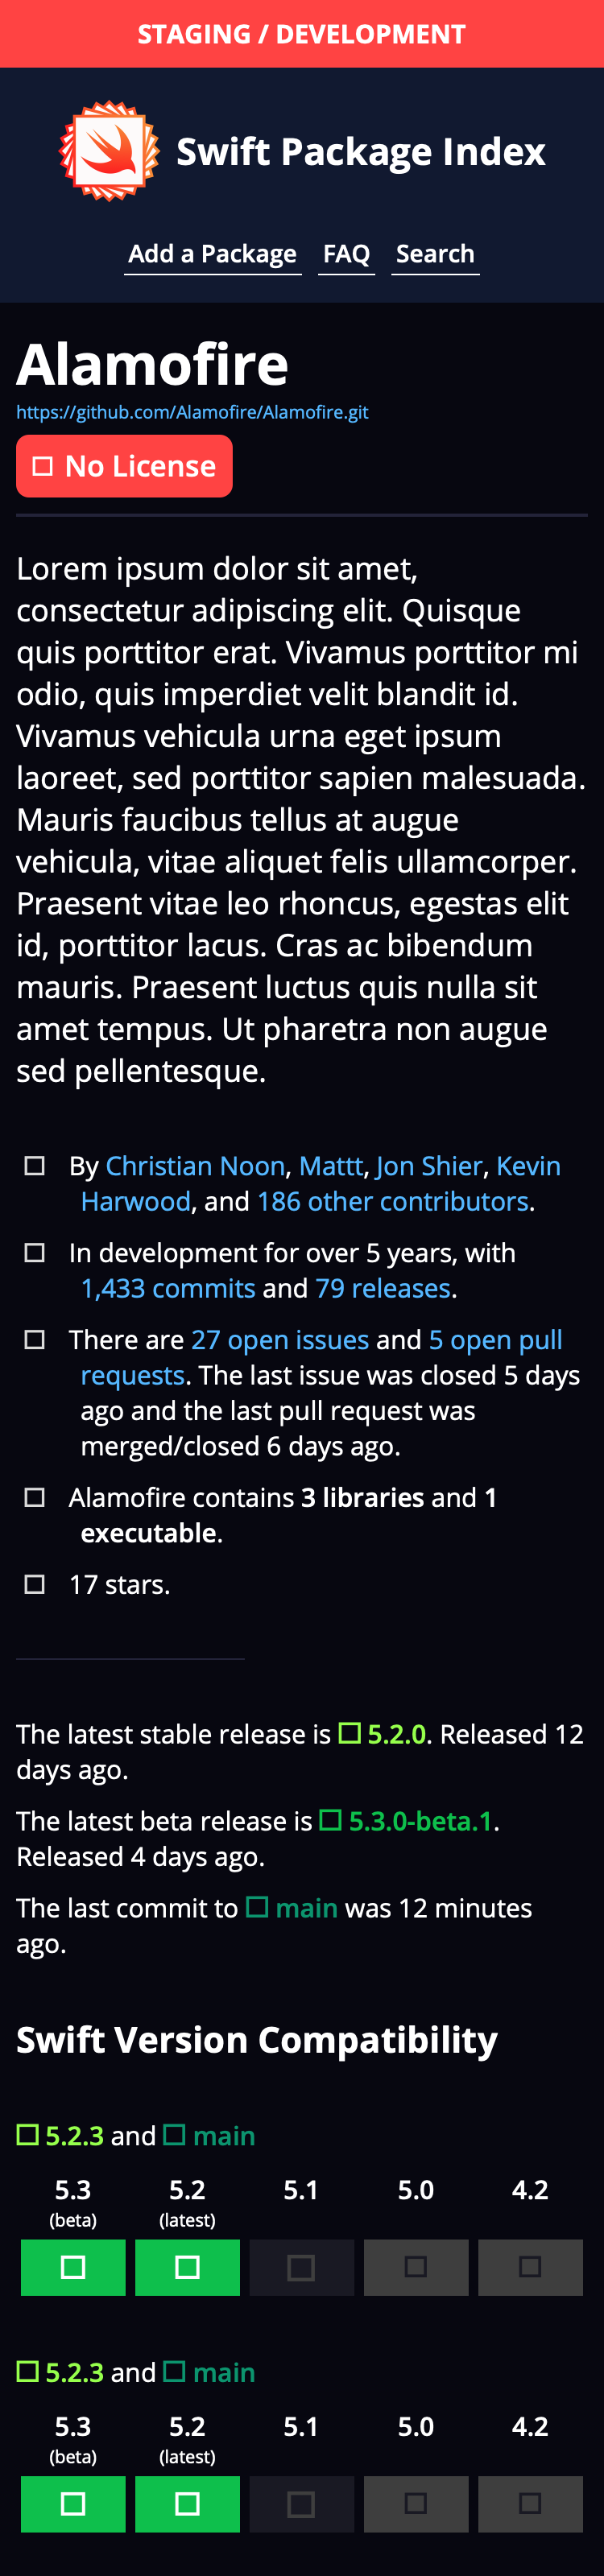 STAGING / DEVELOPMENT
Swift Package Index
Add a Package FAQ Search
Alamofire
https://github.com/Alamofire/Alamofire.git
No License
Lorem ipsum dolor sit amet,
consectetur adipiscing elit. Quisque
quis porttitor erat. Vivamus porttitor mi
odio, quis imperdiet velit blandit id.
Vivamus vehicula urna eget ipsum
laoreet, sed porttitor sapien malesuada.
Mauris faucibus tellus at augue
vehicula, vitae aliquet felis ullamcorper.
Praesent vitae leo rhoncus, egestas elit
id, porttitor lacus. Cras ac bibendum
mauris. Praesent luctus quis nulla sit
amet tempus. Ut pharetra non augue
sed pellentesque.
By Christian Noon, Mattt, Jon Shier, Kevin
Harwood, and 186 other contributors.
In development for over 5 years, with
1,433 commits and 79 releases.
There are 27 open issues and 5 open pull
requests. The last issue was closed 5 days
ago and the last pull request was
merged/closed 6 days ago.
Alamofire contains 3 libraries and 1
executable.
17 stars.
The latest stable release is 5.2.0. Released 12
days ago.
The latest beta release is 5.3.0-beta.1.
Released 4 days ago.
The last commit to main was 12 minutes
ago.
Swift Version Compatibility
5.2.3 and main
5.3 5.2 5.1 5.0 4.2
(beta) (latest)
5.2.3 and main
5.3 5.2 5.1 5.0 4.2
(beta) (latest)